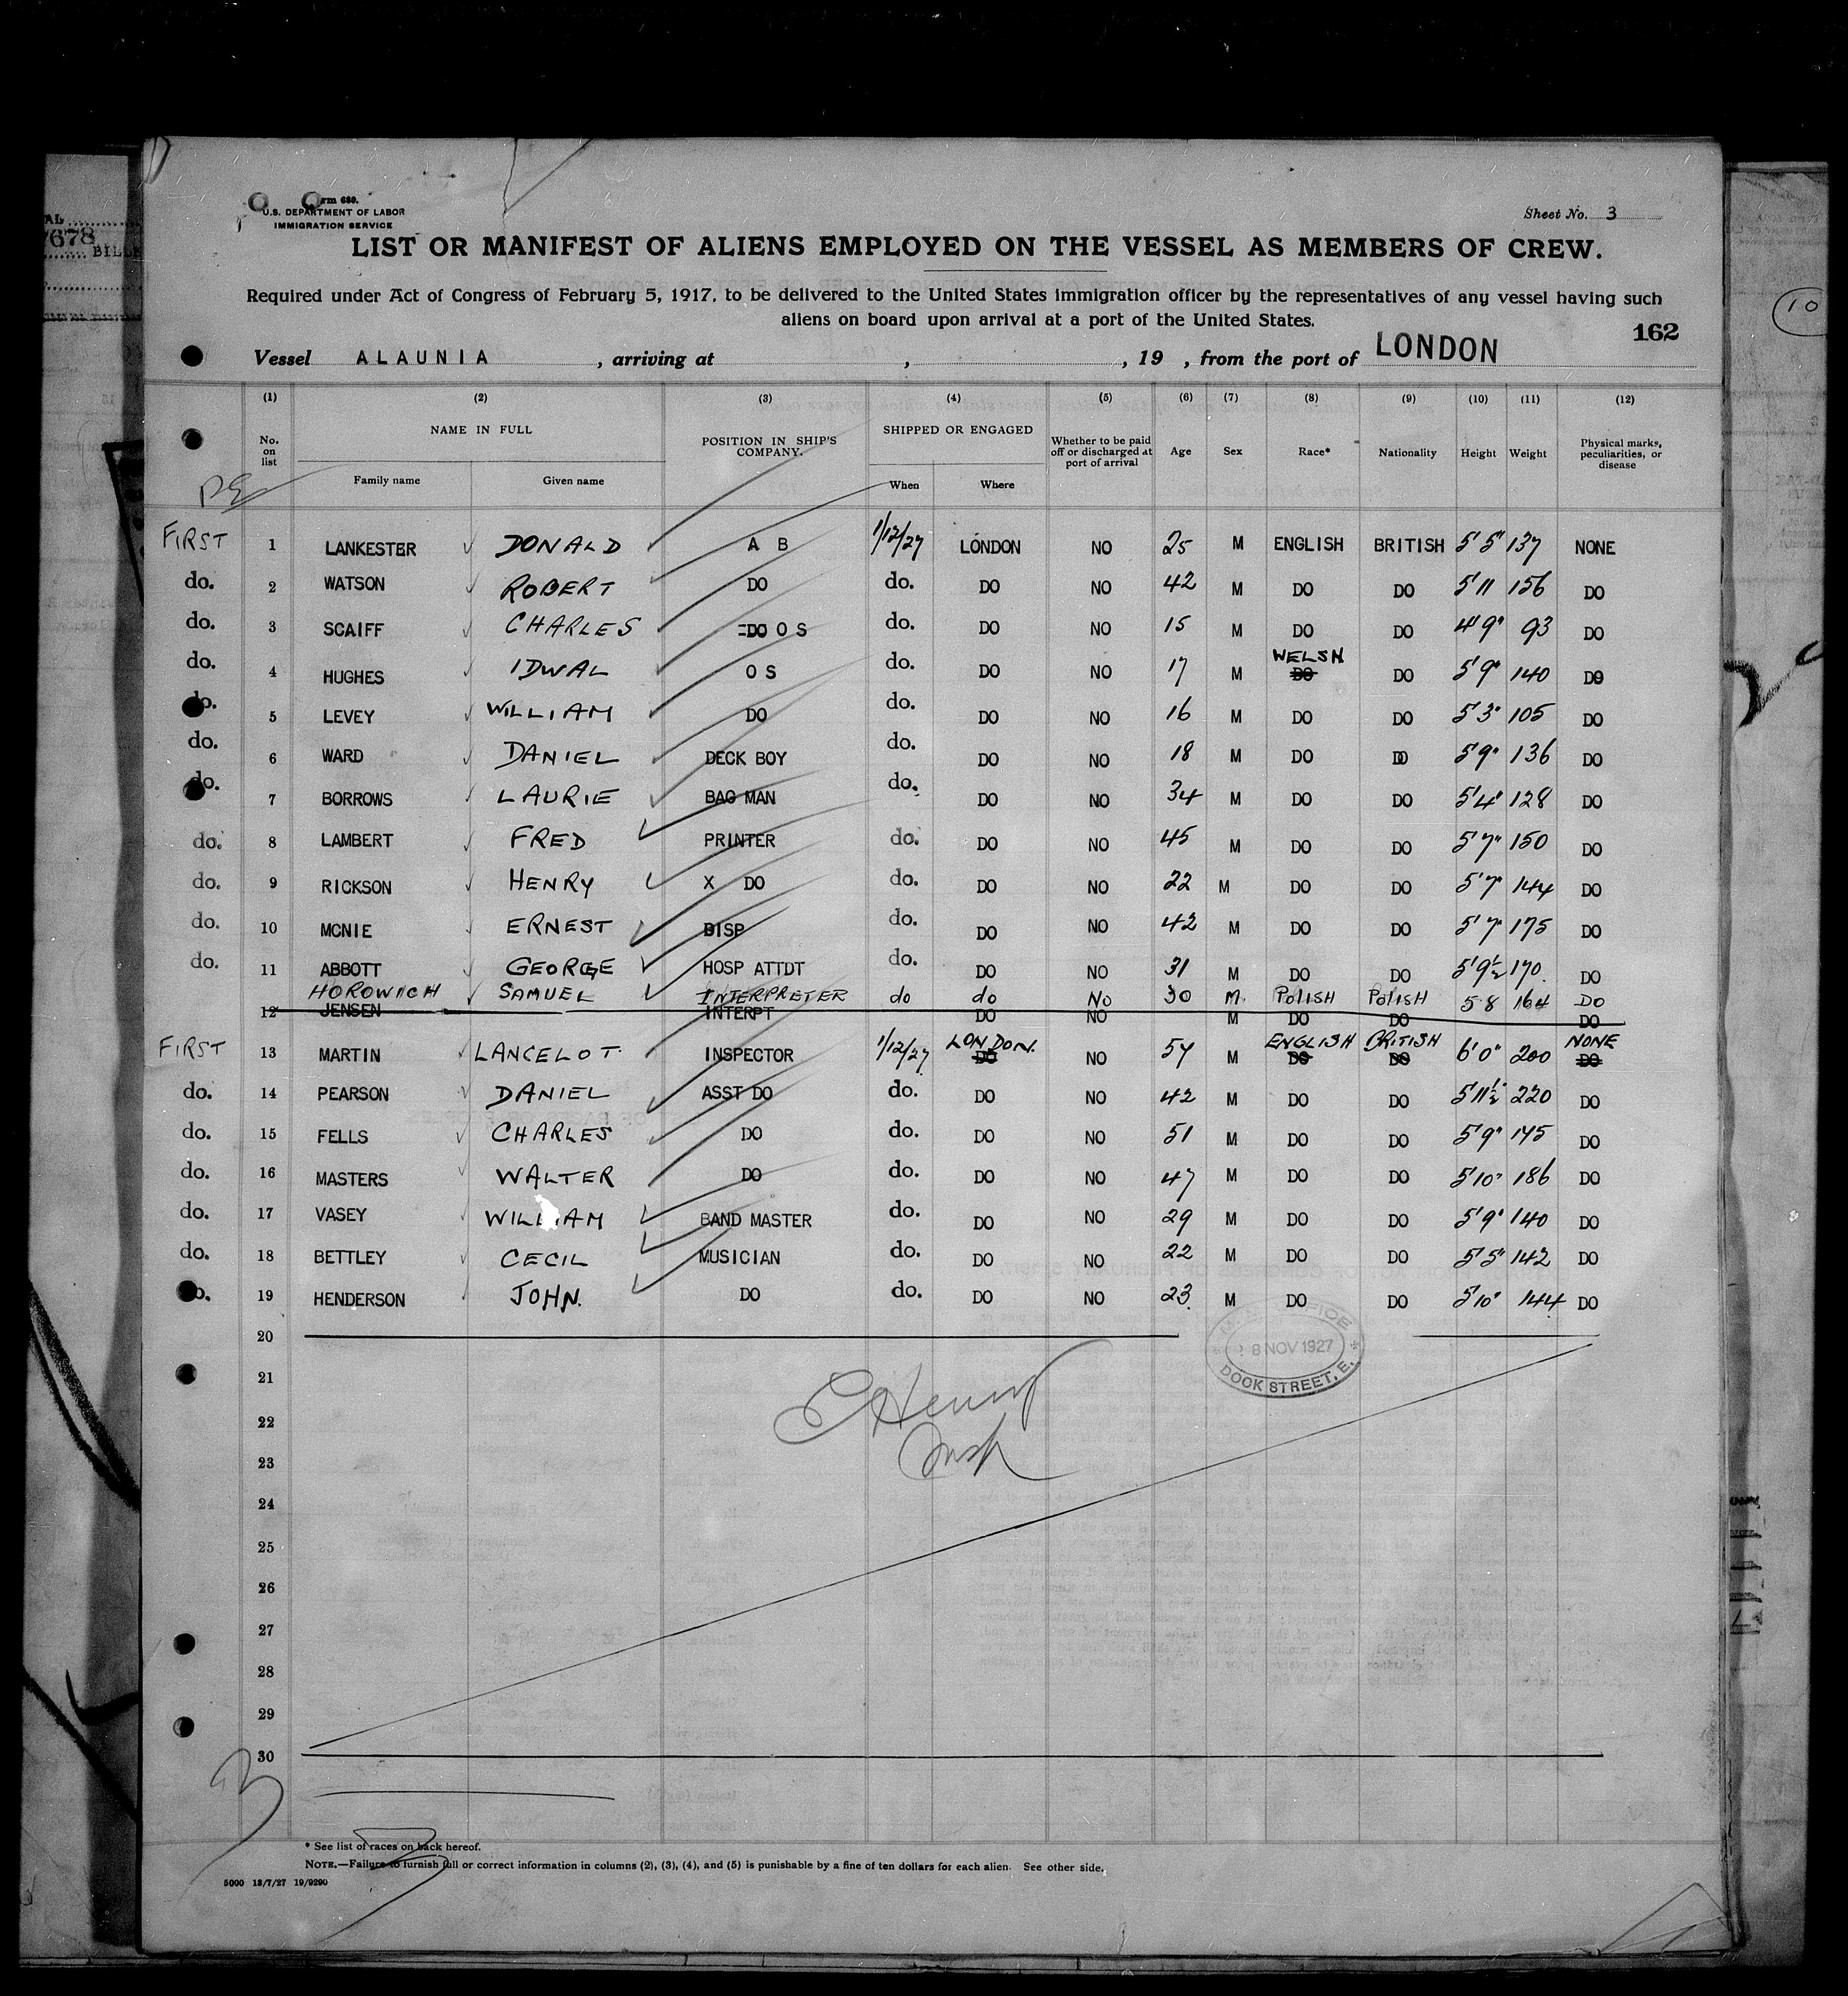 Form 689.
U.S. DEPARTMENT OF LABOR
IMMIGRATION SERVICE
Sheet No. 3
LIST OR MANIFEST OF ALIENS EMPLOYED ON THE VESSEL AS MEMBERS OF CREW.
Required under Act of Congress of February 5, 1917, to be delivered to the United States immigration officer by the representatives of any vessel having such
aliens on board upon arrival at a port of the United States.
162
Vessel ALAUNIA, arriving at , , 19 , from the port of LONDON
(1) (2) (3) (4) (5) (6) (7) (8) (9) (10) (11) (12)
No. on list NAME IN FULL Family name Given name POSITION IN SHIP'S COMPANY. SHIPPED OR ENGAGED When Where Whether to be paid off or discharged at port of arrival Age Sex Race* Nationality Height Weight Physical marks, peculiarities, or disease
FIRST 1 LANKESTER DONALD A B 1/12/27 LONDON NO 25 M ENGLISH BRITISH 5'5" 137 NONE
do. 2 WATSON ROBERT DO do. DO NO 42 M DO DO 5'11 156 DO
do. 3 SCAIFF CHARLES DO O S do. DO NO 15 M DO DO 4'9" 93 DO
do. 4 HUGHES IDWAL O S do. DO NO 17 M WELSH DO DO 5'9" 140 DO
do. 5 LEVEY WILLIAM DO do. DO NO 16 M DO DO 5'3" 105 DO
do. 6 WARD DANIEL DECK BOY do. DO NO 18 M DO DO 5'9" 136 DO
do. 7 BORROWS LAURIE BAG MAN do. DO NO 34 M DO DO 5'4" 128 DO
do. 8 LAMBERT FRED PRINTER do. DO NO 45 M DO DO 5'7" 150 DO
do. 9 RICKSON HENRY X DO do. DO NO 22 M DO DO 5'7" 144 DO
do. 10 MCNIE ERNEST DISP do. DO NO 42 M DO DO 5'7" 175 DO
do. 11 ABBOTT GEORGE HOSP ATTDT do. DO NO 31 M DO DO 5'9½ 170. DO
HOROWICH SAMUEL INTERPRETER do do No 30 M. POLISH POLISH 5.8 164 DO
12 JENSEN INTERPT DO NO M DO DO DO
FIRST 13 MARTIN LANCELOT. INSPECTOR 1/12/27 LONDON. DO NO 57 M ENGLISH DO BRITISH DO 6'0" 200 NONE DO
do. 14 PEARSON DANIEL ASST DO do. DO NO 42 M DO DO 5'11½" 220 DO
do. 15 FELLS CHARLES DO do. DO NO 51 M DO DO 5'9" 145 DO
do. 16 MASTERS WALTER DO do. DO NO 47 M DO DO 5'10" 186 DO
do. 17 VASEY WILLIAM BAND MASTER do. DO NO 29 M DO DO 5'9" 140 DO
do. 18 BETTLEY CECIL MUSICIAN do. DO NO 22 M DO DO 5'5" 142 DO
do. 19 HENDERSON JOHN. DO do. DO NO 23 M DO DO 5'10" 144 DO
20
8 NOV 1927
DOCK STREET, E.
21
22
23
24
25
26
27
28
29
30
* See list of races on back hereof.
NOTE.—Failure to furnish full or correct information in columns (2), (3), (4), and (5) is punishable by a fine of ten dollars for each alien. See other side.
5000 13/7/27 19/9290